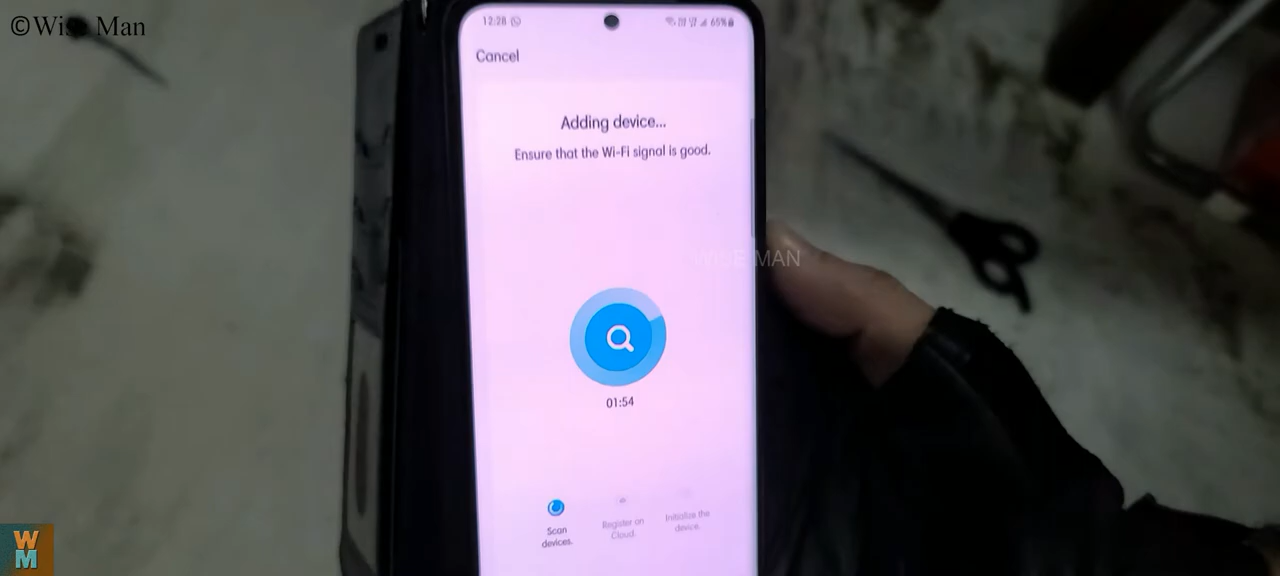 ©Wise Man
12:28
65%
Cancel
Adding device...
Ensure that the Wi-Fi signal is good.
WISE MAN
01:54
Scan
devices.
Register on
Cloud.
Initialize the
device.
WM